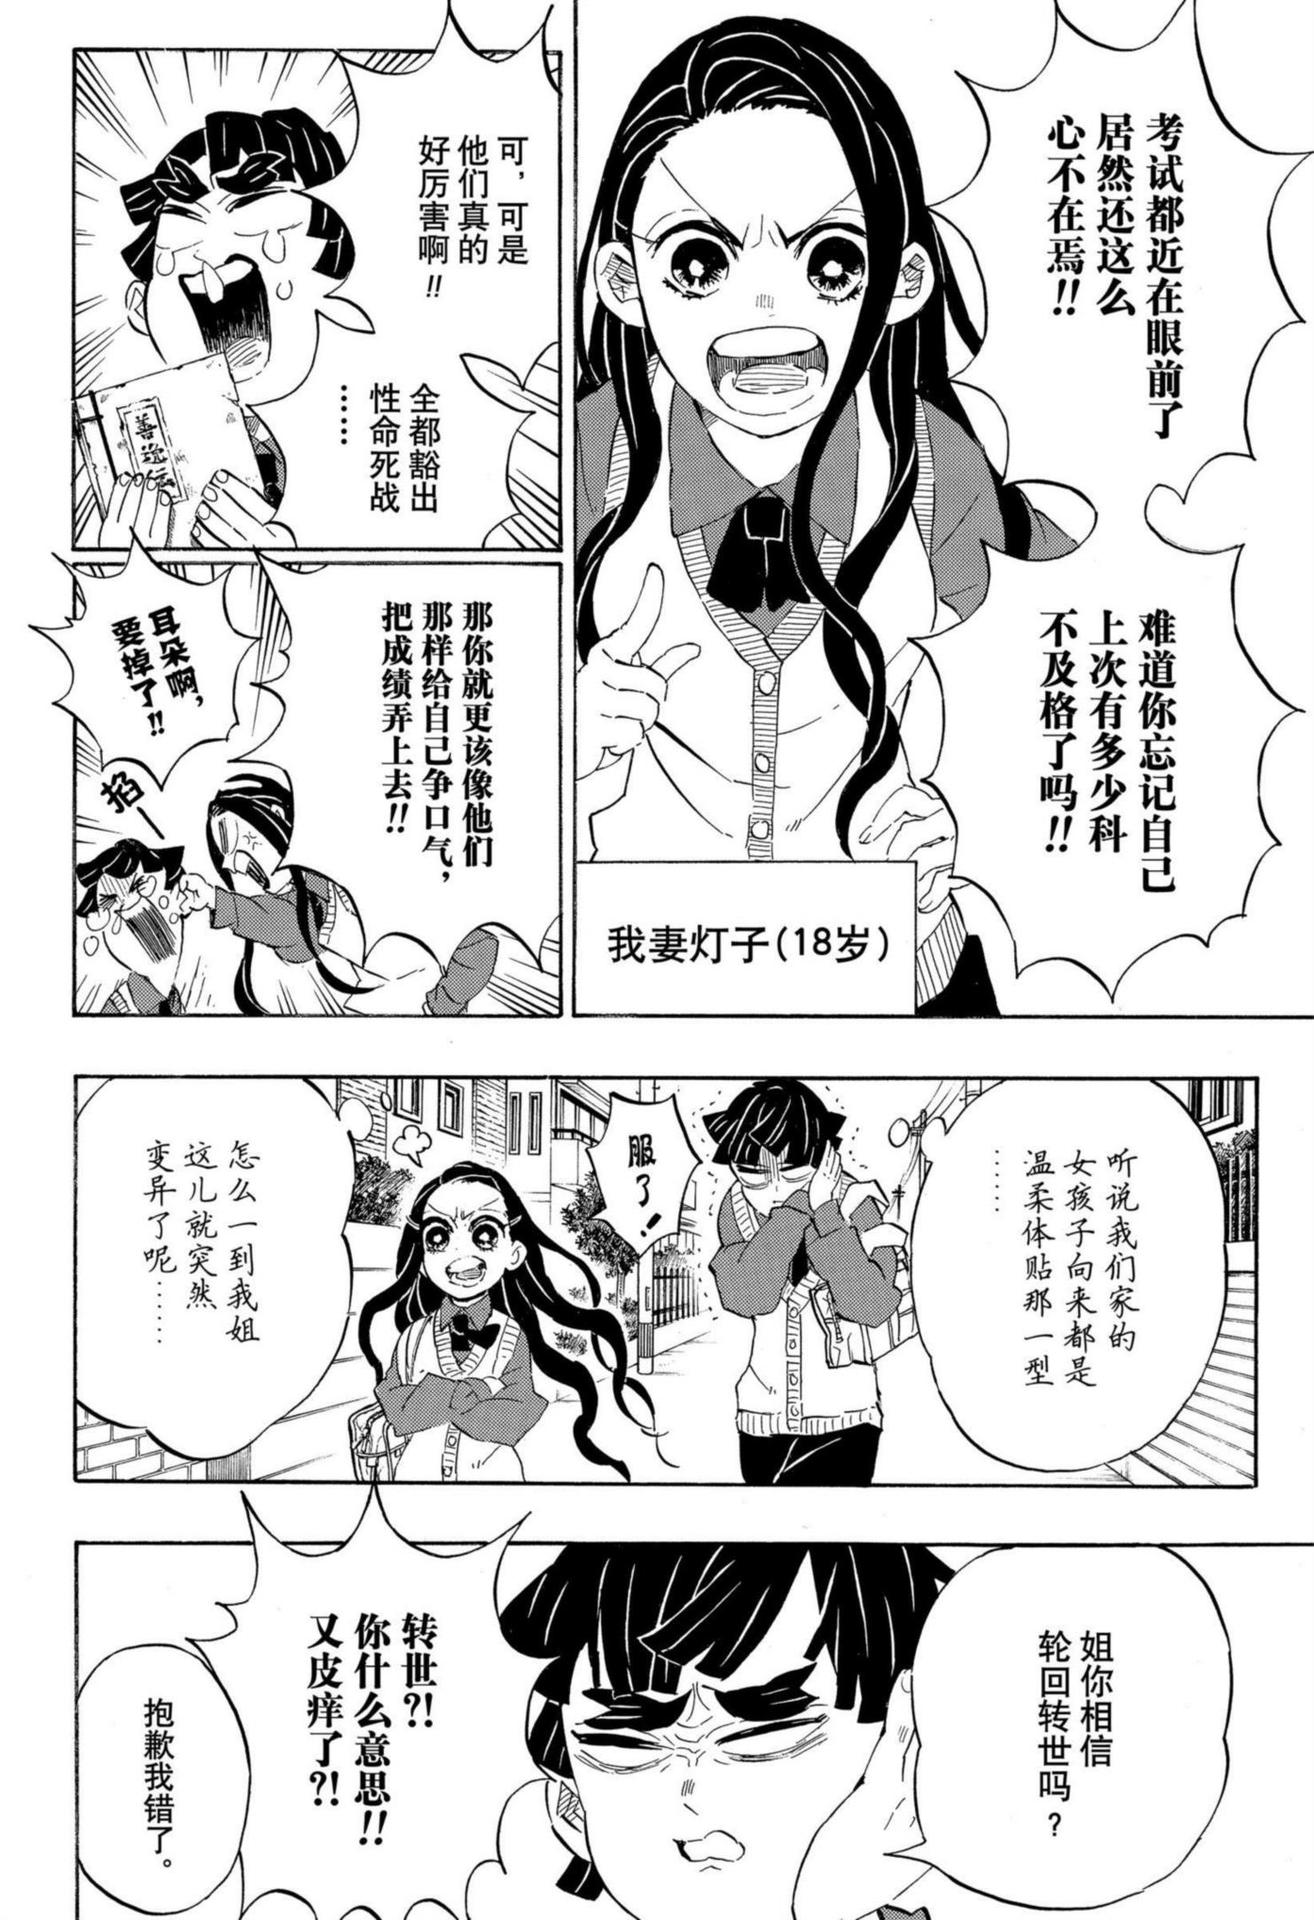 考试都近在眼前了
居然还这么
心不在焉!!
难道你忘记自己
上次有多少科
不及格了吗!!
我妻灯子(18岁)
可，可是
他们真的
好厉害啊!!
善逸伝
全都豁出
性命死战
……
那你就更该像他们
那样给自己争口气，
把成绩弄上去!!
耳朵啊，
要掉了!!
掐—
听说我们家的
女孩子向来都是
温柔体贴那一型
……
服了！
怎么一到我姐
这儿就突然
变异了呢……
姐你相信
轮回转世吗？
转世?!
你什么意思!!
又皮痒了?!
抱歉我错了。